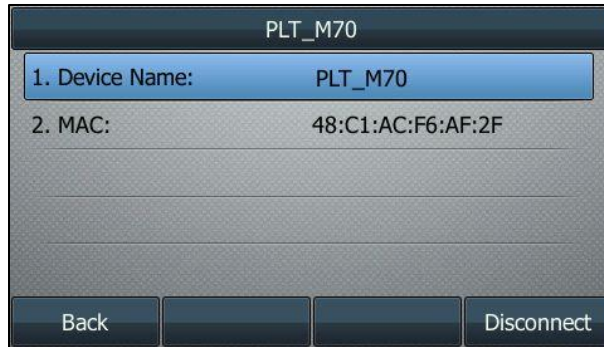 PLT_M70
1. Device Name: PLT_M70
2. MAC: 48:C1:AC:F6:AF:2F
Back Disconnect